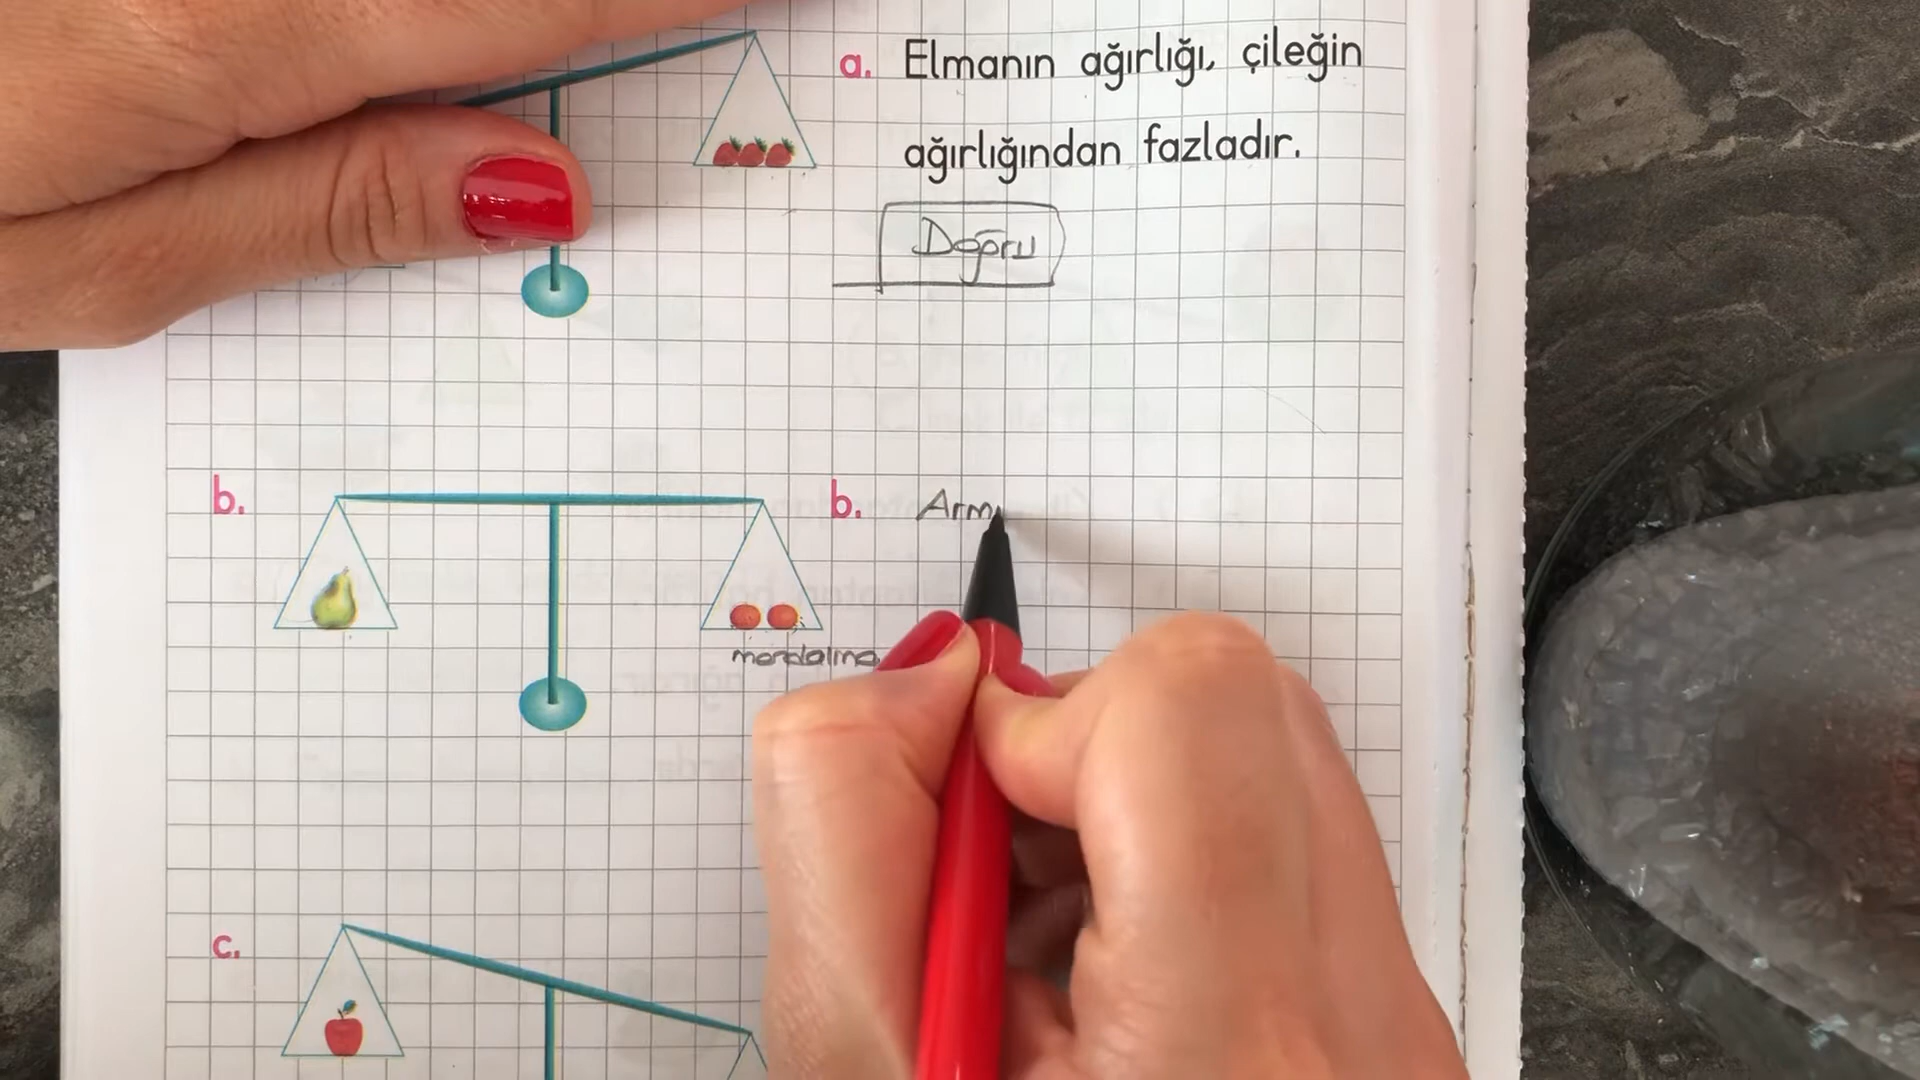 a. Elmanın ağırlığı, çileğin
ağırlığından fazladır.
Doğru
b.
b. Arm
mandalina
c.